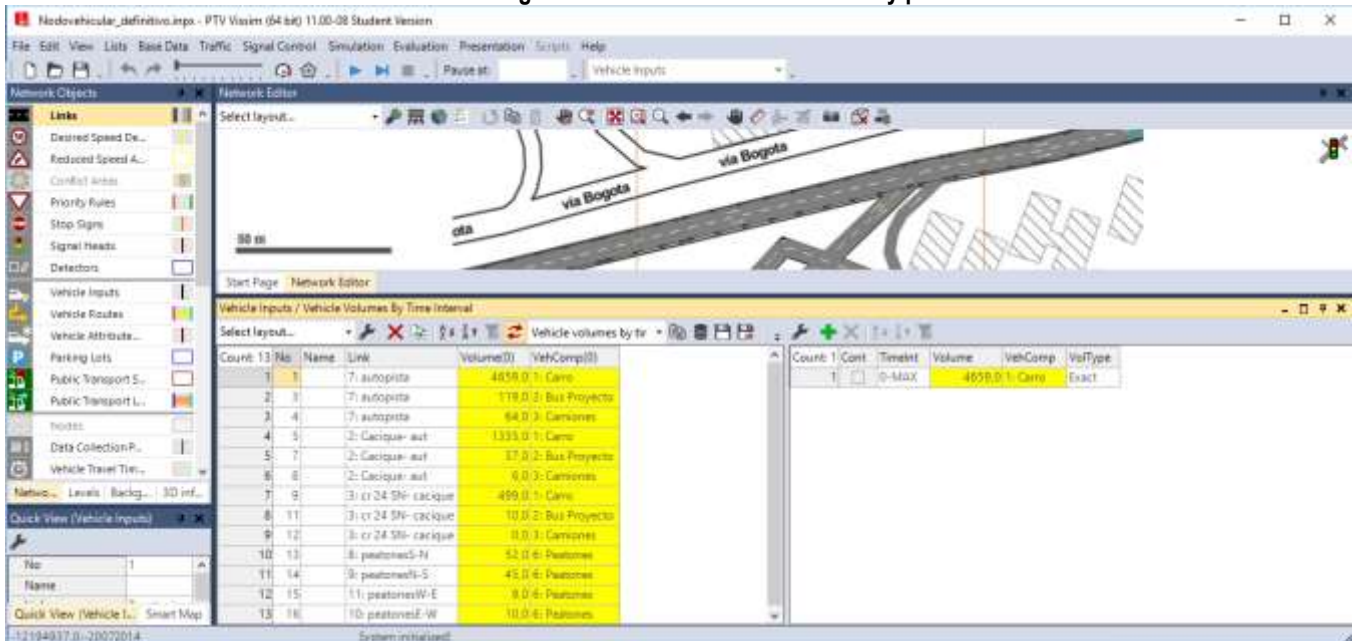 Nodovehicular_definitivo.inpx - PTV Vissim (64 bit) 11.00-08 Student Version
File Edit View Lists Base Data Traffic Signal Control Simulation Evaluation Presentation Scripts Help
Pause at: Vehicle Inputs
Network Objects
Network Editor
Links
Desired Speed De...
Reduced Speed A...
Conflict Areas
Priority Rules
Stop Signs
Signal Heads
Detectors
Vehicle Inputs
Vehicle Routes
Vehicle Attribute...
Parking Lots
Public Transport S...
Public Transport L...
Nodes
Data Collection P...
Vehicle Travel Tim...
Netwo... Levels Backg... 3D inf...
Quick View (Vehicle Inputs)
No 1
Name
Quick View (Vehicle I... Smart Map
Select layout...
via Bogota
via Bogota
ota
50 m
Start Page Network Editor
Vehicle Inputs / Vehicle Volumes By Time Interval
Select layout... Vehicle volumes by tir
Count: 13 No Name Link Volume(0) VehComp(0)
1 1 7: autopista 4659,0 1: Carro
2 3 7: autopista 119,0 2: Bus Proyecto
3 4 7: autopista 64,0 3: Camiones
4 5 2: Cacique- aut 1335,0 1: Carro
5 7 2: Cacique- aut 37,0 2: Bus Proyecto
6 8 2: Cacique- aut 6,0 3: Camiones
7 9 3: cr 24 SN- cacique 499,0 1: Carro
8 11 3: cr 24 SN- cacique 10,0 2: Bus Proyecto
9 12 3: cr 24 SN- cacique 0,0 3: Camiones
10 13 8: peatonesS-N 52,0 6: Peatones
11 14 9: peatonesN-S 45,0 6: Peatones
12 15 11: peatonesW-E 9,0 6: Peatones
13 16 10: peatonesE-W 10,0 6: Peatones
Count: 1 Cont TimeInt Volume VehComp VolType
1 0-MAX 4659,0 1: Carro Exact
-12194937.0:-20072014
System initialized!